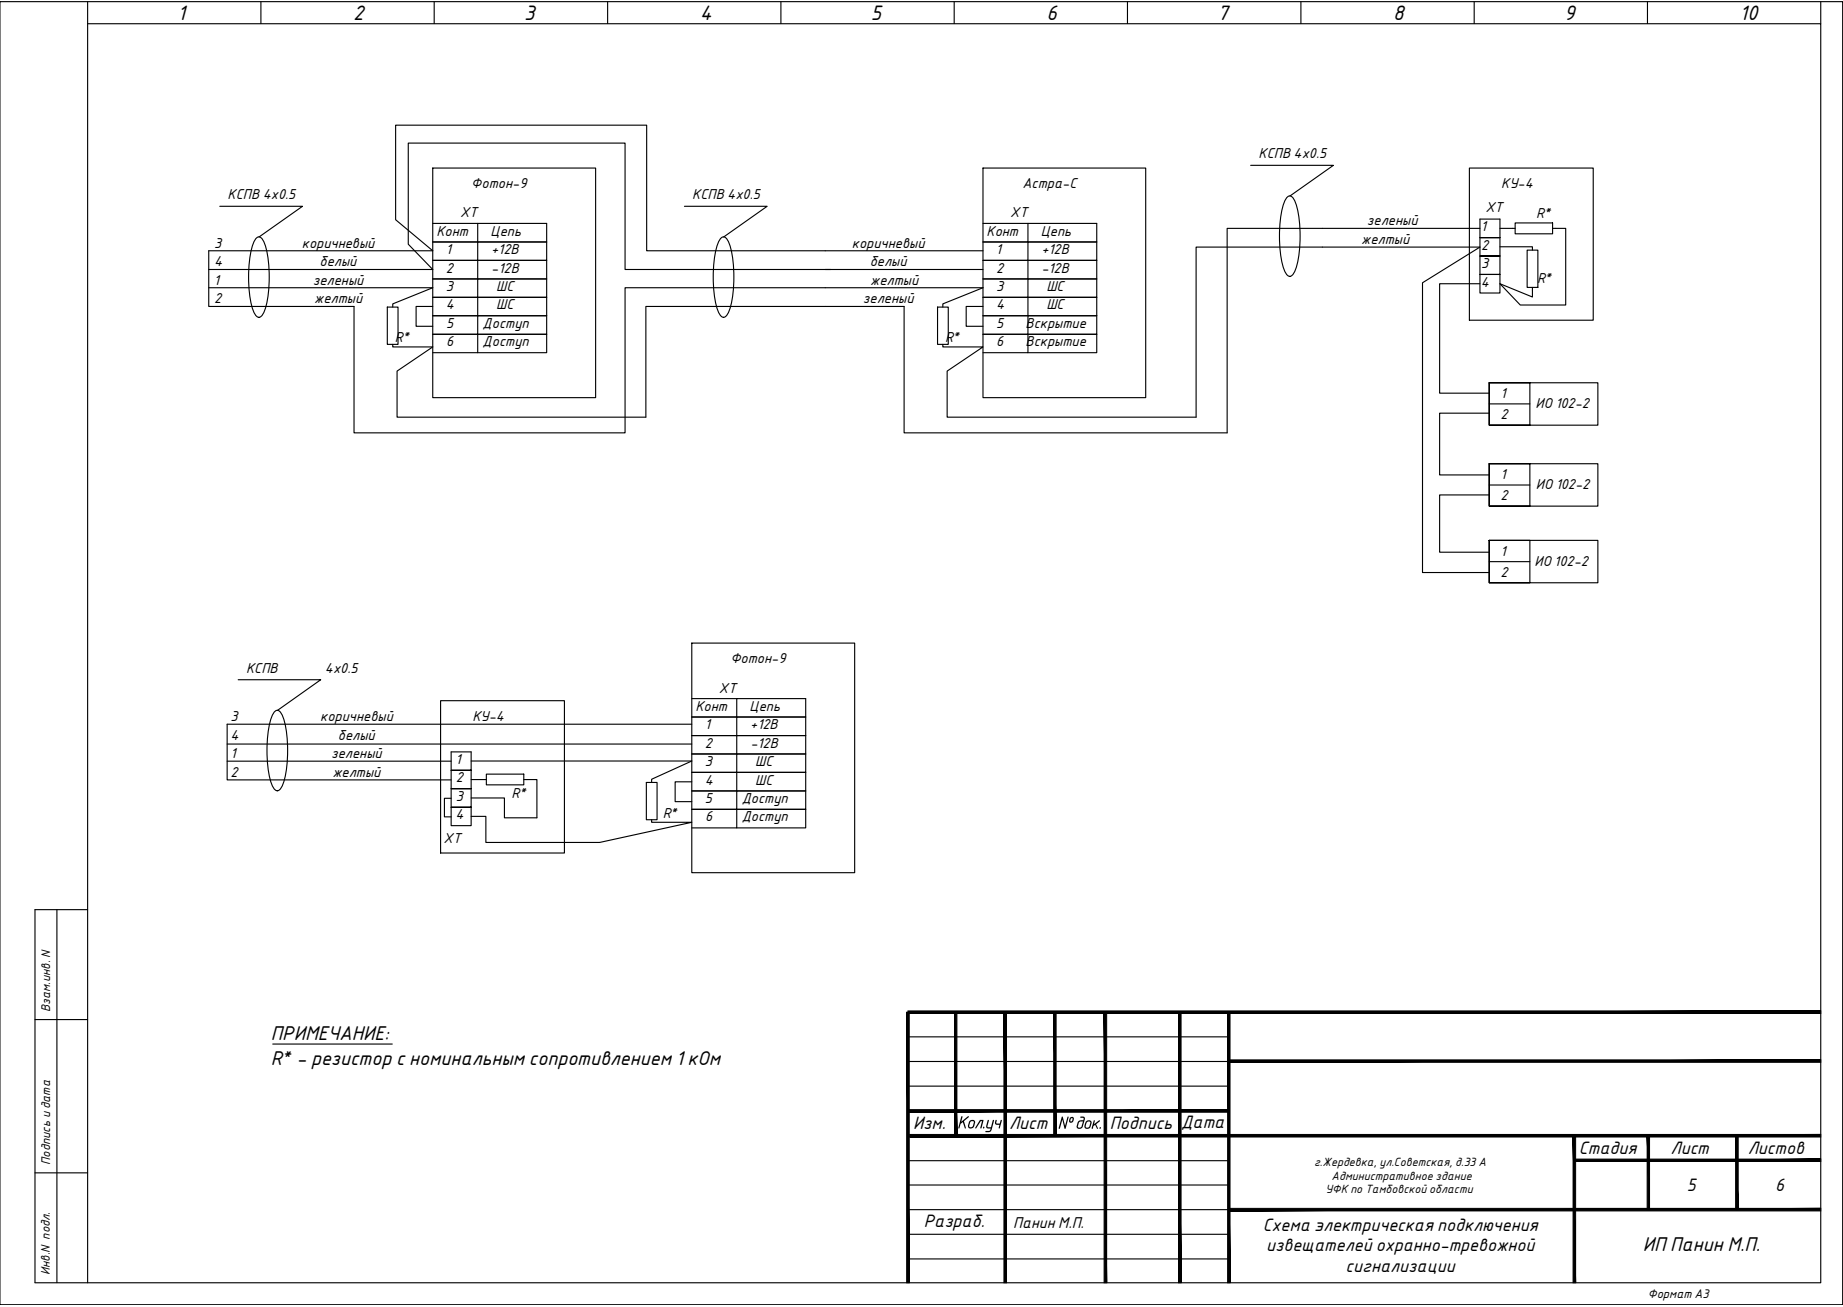 1 2 3 4 5 6 7 8 9 10
КСПВ 4x0.5
3 коричневый
4 белый
1 зеленый
2 желтый
R*
Фотон-9
ХТ
Конт Цепь
1 +12В
2 -12В
3 ШС
4 ШС
5 Доступ
6 Доступ
КСПВ 4x0.5
коричневый
белый
желтый
зеленый
R*
Астра-С
ХТ
Конт Цепь
1 +12В
2 -12В
3 ШС
4 ШС
5 Вскрытие
6 Вскрытие
КСПВ 4x0.5
зеленый
желтый
КУ-4
ХТ
R*
1
2
3
4
R*
1
2
ИО 102-2
1
2
ИО 102-2
1
2
ИО 102-2
КСПВ 4x0.5
3 коричневый
4 белый
1 зеленый
2 желтый
КУ-4
1
2
3
4
R*
ХТ
R*
Фотон-9
ХТ
Конт Цепь
1 +12В
2 -12В
3 ШС
4 ШС
5 Доступ
6 Доступ
ПРИМЕЧАНИЕ:
R* - резистор с номинальным сопротивлением 1 кОм
Взам.инв. N
Подпись и дата
Инв.N подл.
Изм. Кол.уч Лист № док. Подпись Дата
Разраб. Панин М.П.
г.Жердевка, ул.Советская, д.33 А
Административное здание
УФК по Тамбовской области
Стадия Лист Листов
5 6
Схема электрическая подключения
извещателей охранно-тревожной
сигнализации
ИП Панин М.П.
Формат А3